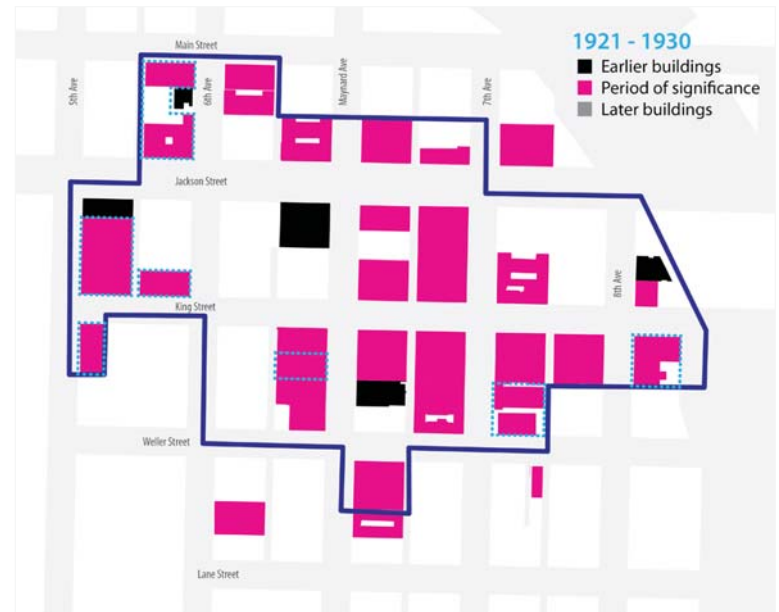 Main Street
1921 - 1930
Earlier buildings
Period of significance
Later buildings
5th Ave
6th Ave
Maynard Ave
7th Ave
Jackson Street
8th Ave
King Street
Weller Street
Lane Street